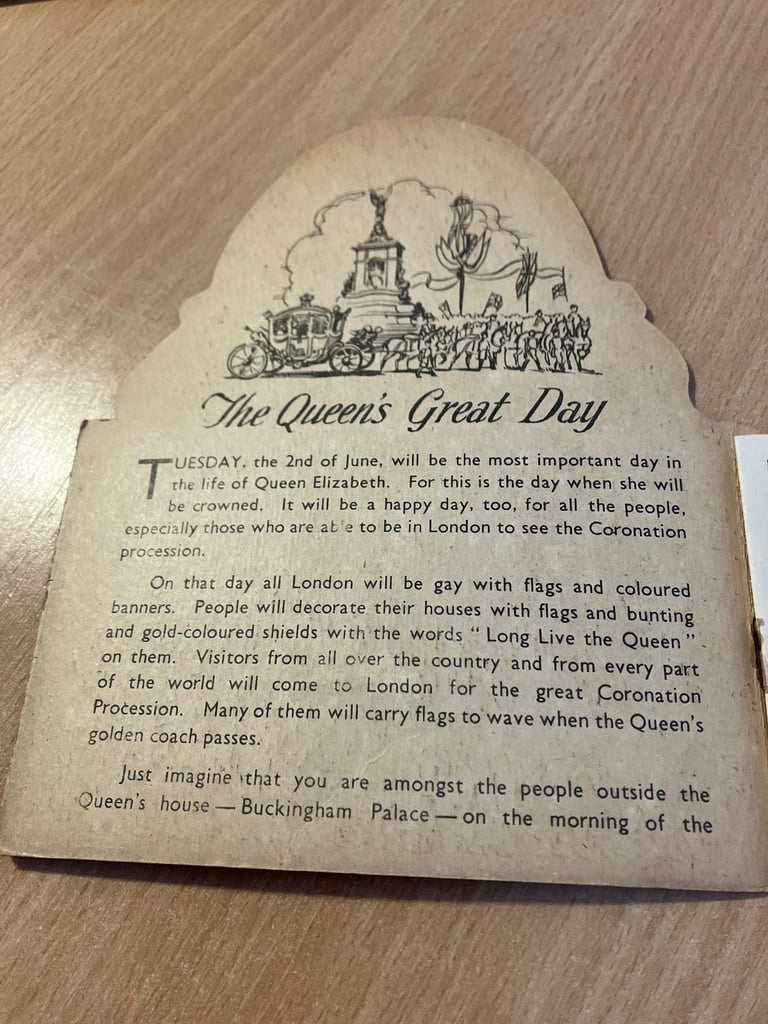 The Queen's Great Day
TUESDAY, the 2nd of June, will be the most important day in
the life of Queen Elizabeth. For this is the day when she will
be crowned. It will be a happy day, too, for all the people,
especially those who are able to be in London to see the Coronation
procession.
On that day all London will be gay with flags and coloured
banners. People will decorate their houses with flags and bunting
and gold-coloured shields with the words “ Long Live the Queen ”
on them. Visitors from all over the country and from every part
of the world will come to London for the great Coronation
Procession. Many of them will carry flags to wave when the Queen's
golden coach passes.
Just imagine that you are amongst the people outside the
Queen's house — Buckingham Palace — on the morning of the